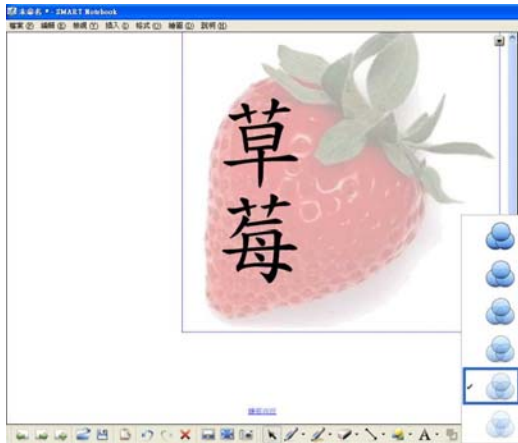 未命名 * - SMART Notebook
檔案(F) 編輯(E) 檢視(V) 插入(I) 格式(O) 繪圖(D) 說明(H)
草莓